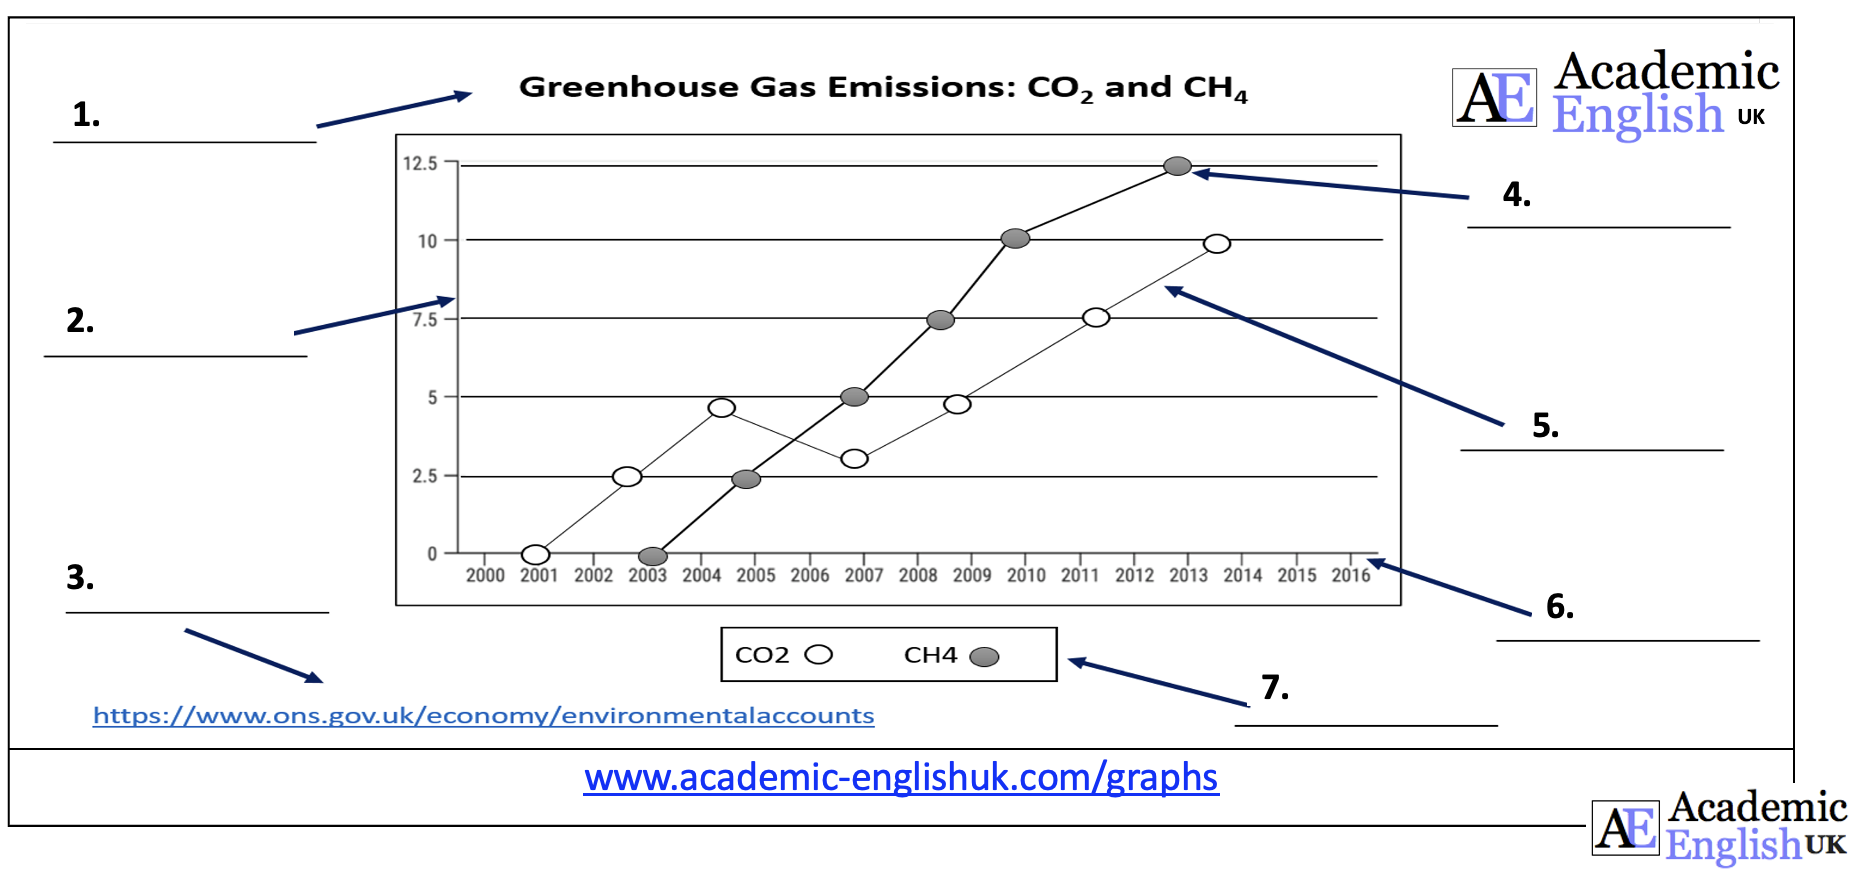 Greenhouse Gas Emissions: CO₂ and CH₄
AE Academic English UK
1.
2.
3.
4.
5.
6.
7.
12.5
10
7.5
5
2.5
0
2000 2001 2002 2003 2004 2005 2006 2007 2008 2009 2010 2011 2012 2013 2014 2015 2016
CO2 CH4
https://www.ons.gov.uk/economy/environmentalaccounts
www.academic-englishuk.com/graphs
AE Academic English UK